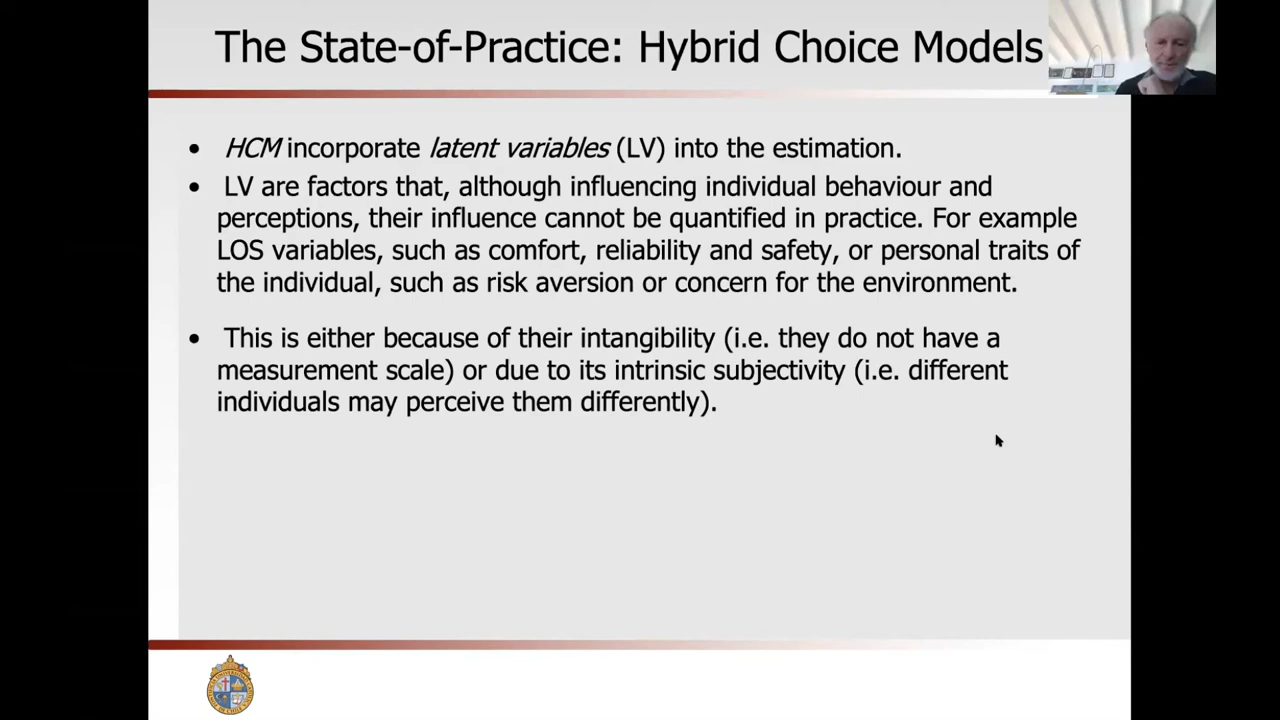 The State-of-Practice: Hybrid Choice Models
• HCM incorporate latent variables (LV) into the estimation.
• LV are factors that, although influencing individual behaviour and
perceptions, their influence cannot be quantified in practice. For example
LOS variables, such as comfort, reliability and safety, or personal traits of
the individual, such as risk aversion or concern for the environment.
• This is either because of their intangibility (i.e. they do not have a
measurement scale) or due to its intrinsic subjectivity (i.e. different
individuals may perceive them differently).